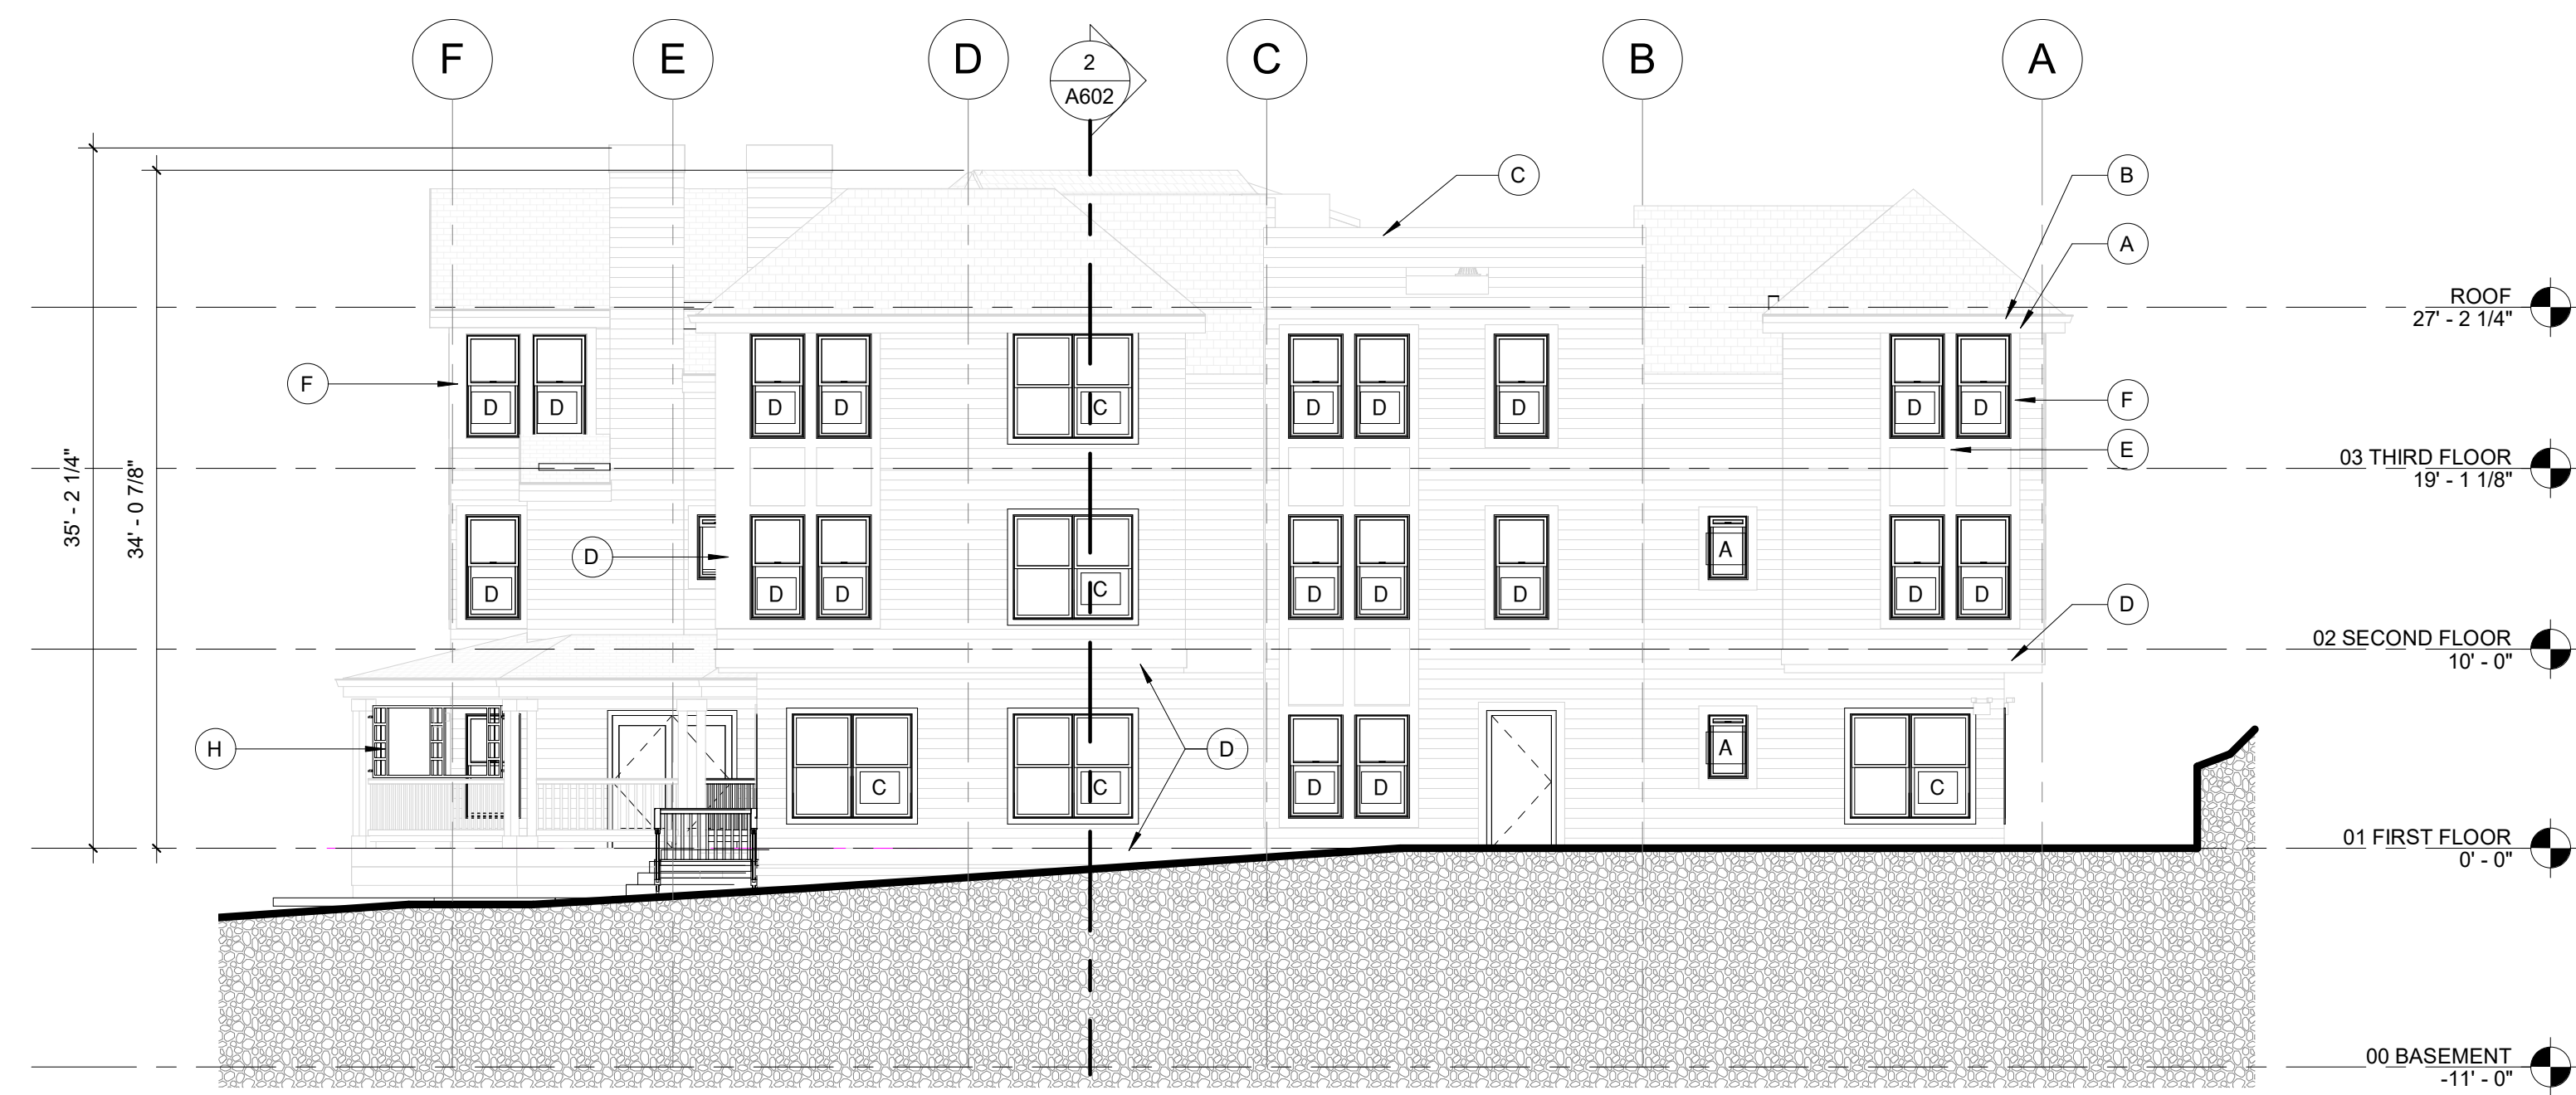 F
E
D
2
A602
C
B
A
C
B
A
ROOF
27' - 2 1/4"
F
D
D
D
D
C
D
D
D
D
D
F
E
35' - 2 1/4"
34' - 0 7/8"
03 THIRD FLOOR
19' - 1 1/8"
D
D
D
D
C
D
D
D
A
D
D
D
02 SECOND FLOOR
10' - 0"
H
C
C
D
D
D
A
C
01 FIRST FLOOR
0' - 0"
00 BASEMENT
-11' - 0"